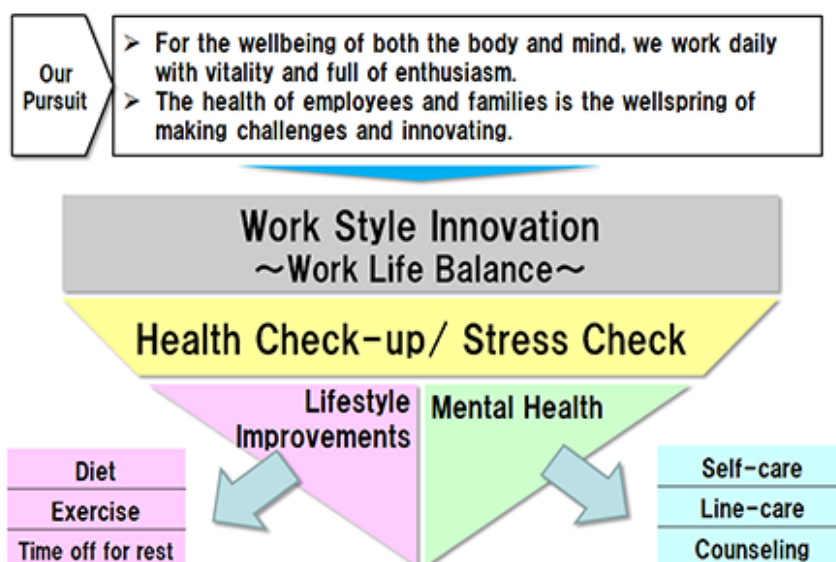 Our
Pursuit
➢ For the wellbeing of both the body and mind, we work daily
with vitality and full of enthusiasm.
➢ The health of employees and families is the wellspring of
making challenges and innovating.
Work Style Innovation
～Work Life Balance～
Health Check-up/ Stress Check
Lifestyle
Improvements
Mental Health
Diet
Exercise
Time off for rest
Self-care
Line-care
Counseling